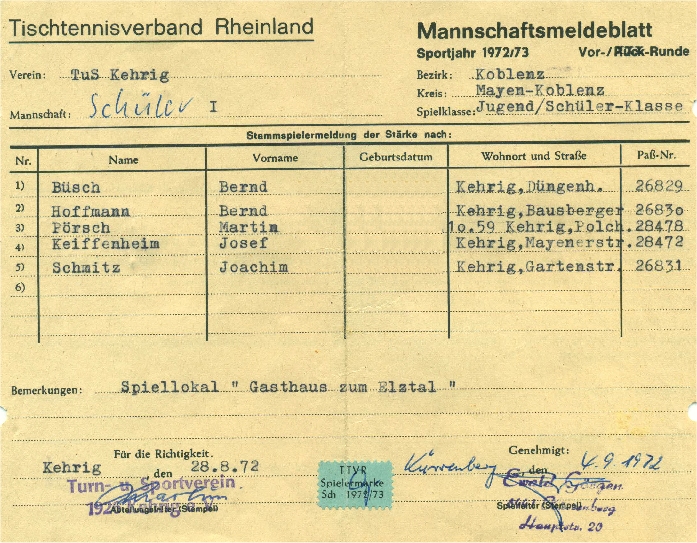 Tischtennisverband Rheinland
Mannschaftsmeldeblatt
Sportjahr 1972/73 Vor-/Rück-Runde
Verein: TuS Kehrig
Bezirk: Koblenz
Kreis: Mayen-Koblenz
Mannschaft: Schüler I
Spielklasse: Jugend/Schüler-Klasse
Stammspielermeldung der Stärke nach:
Nr. Name Vorname Geburtsdatum Wohnort und Straße Paß-Nr.
1) Büsch Bernd Kehrig,Düngenh. 26829
2) Hoffmann Bernd Kehrig,Bausberger 26830
3) Pörsch Martin 10.59 Kehrig,Polch. 28478
4) Keiffenheim Josef Kehrig,Mayenerstr. 28472
5) Schmitz Joachim Kehrig,Gartenstr. 26831
6)
Bemerkungen: Spiellokal " Gasthaus zum Elztal "
Für die Richtigkeit.
Genehmigt:
Kehrig den 28.8.72
Kürrenberg den 4.9.1972
Turn- u. Sportverein
Abteilungsleiter (Stempel)
TTVR
Spielermarke
Sch 1972/73
Ewald
Spielleiter (Stempel)
Hauptstr. 20